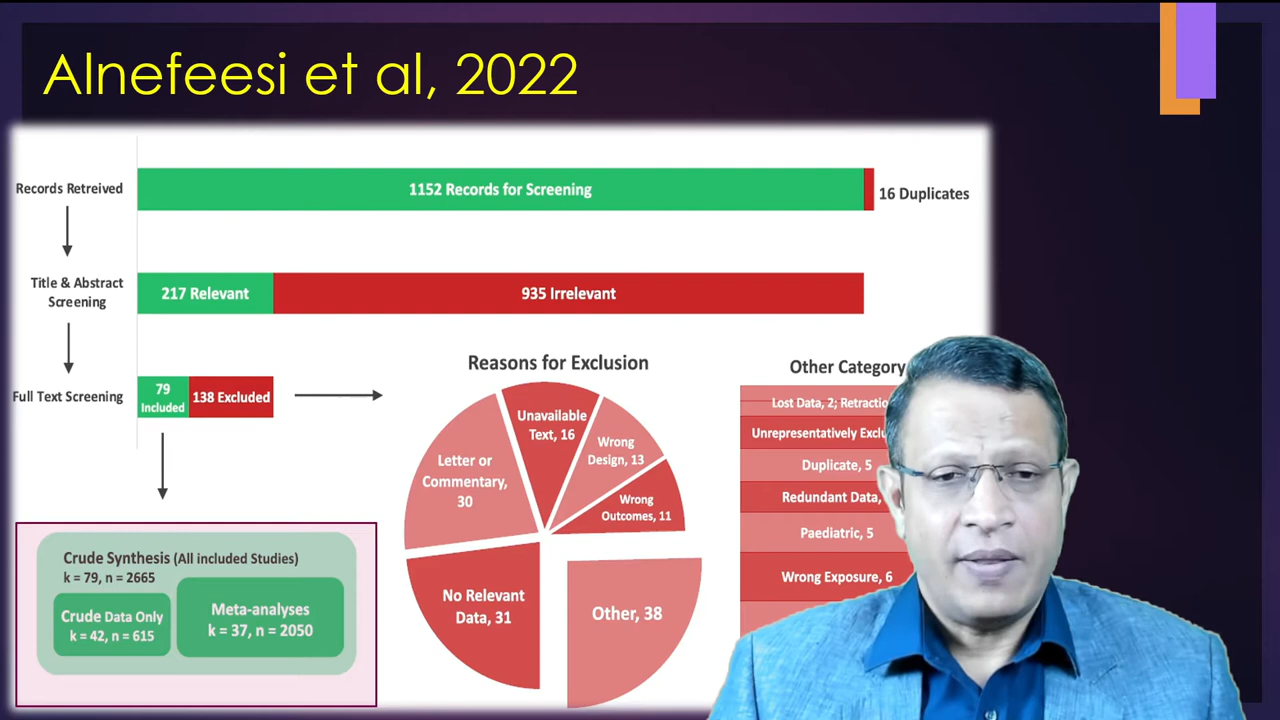 Alnefeesi et al, 2022
Records Retreived
1152 Records for Screening
16 Duplicates
Title & Abstract
Screening
217 Relevant
935 Irrelevant
Full Text Screening
79
Included
138 Excluded
Reasons for Exclusion
Unavailable
Text, 16
Wrong
Design, 13
Wrong
Outcomes, 11
Letter or
Commentary,
30
No Relevant
Data, 31
Other, 38
Other Category
Lost Data, 2;
Duplicate, 5
Redundant Data,
Paediatric, 5
Wrong Exposure, 6
Crude Synthesis (All included Studies)
k = 79, n = 2665
Crude Data Only
k = 42, n = 615
Meta-analyses
k = 37, n = 2050